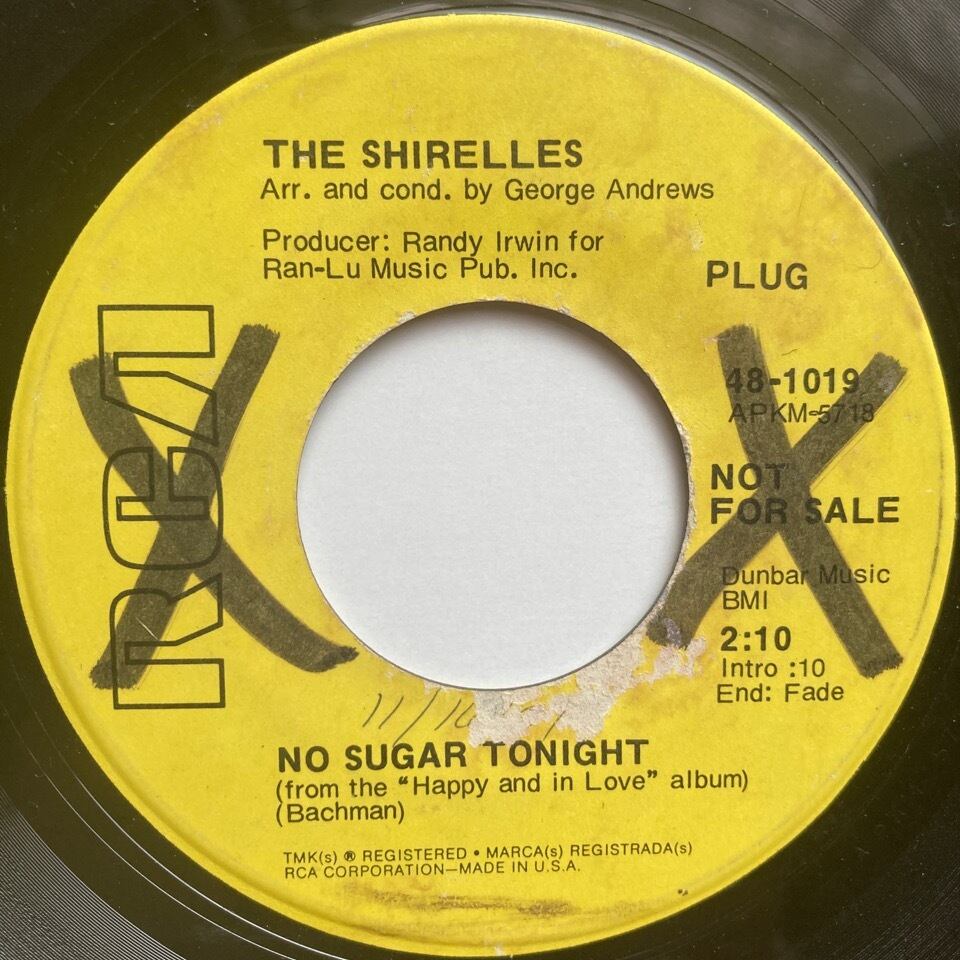 THE SHIRELLES
Arr. and cond. by George Andrews
Producer: Randy Irwin for
Ran-Lu Music Pub. Inc.
PLUG
RCA
48-1019
APKM-5718
NOT
FOR SALE
Dunbar Music
BMI
2:10
Intro :10
End: Fade
X X
11/16
NO SUGAR TONIGHT
(from the “Happy and in Love” album)
(Bachman)
TMK(s) ® REGISTERED • MARCA(s) REGISTRADA(s)
RCA CORPORATION—MADE IN U.S.A.